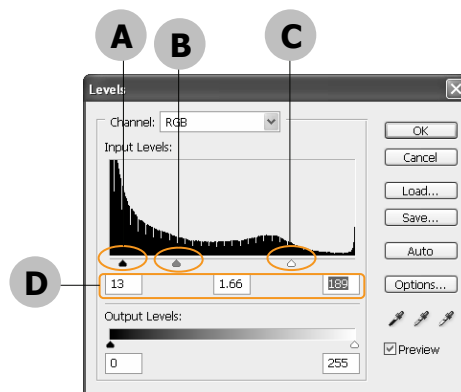 A
B
C
Levels
Channel: RGB
OK
Input Levels:
Cancel
Load...
Save...
Auto
D
13
1.66
189
Options...
Output Levels:
Preview
0
255